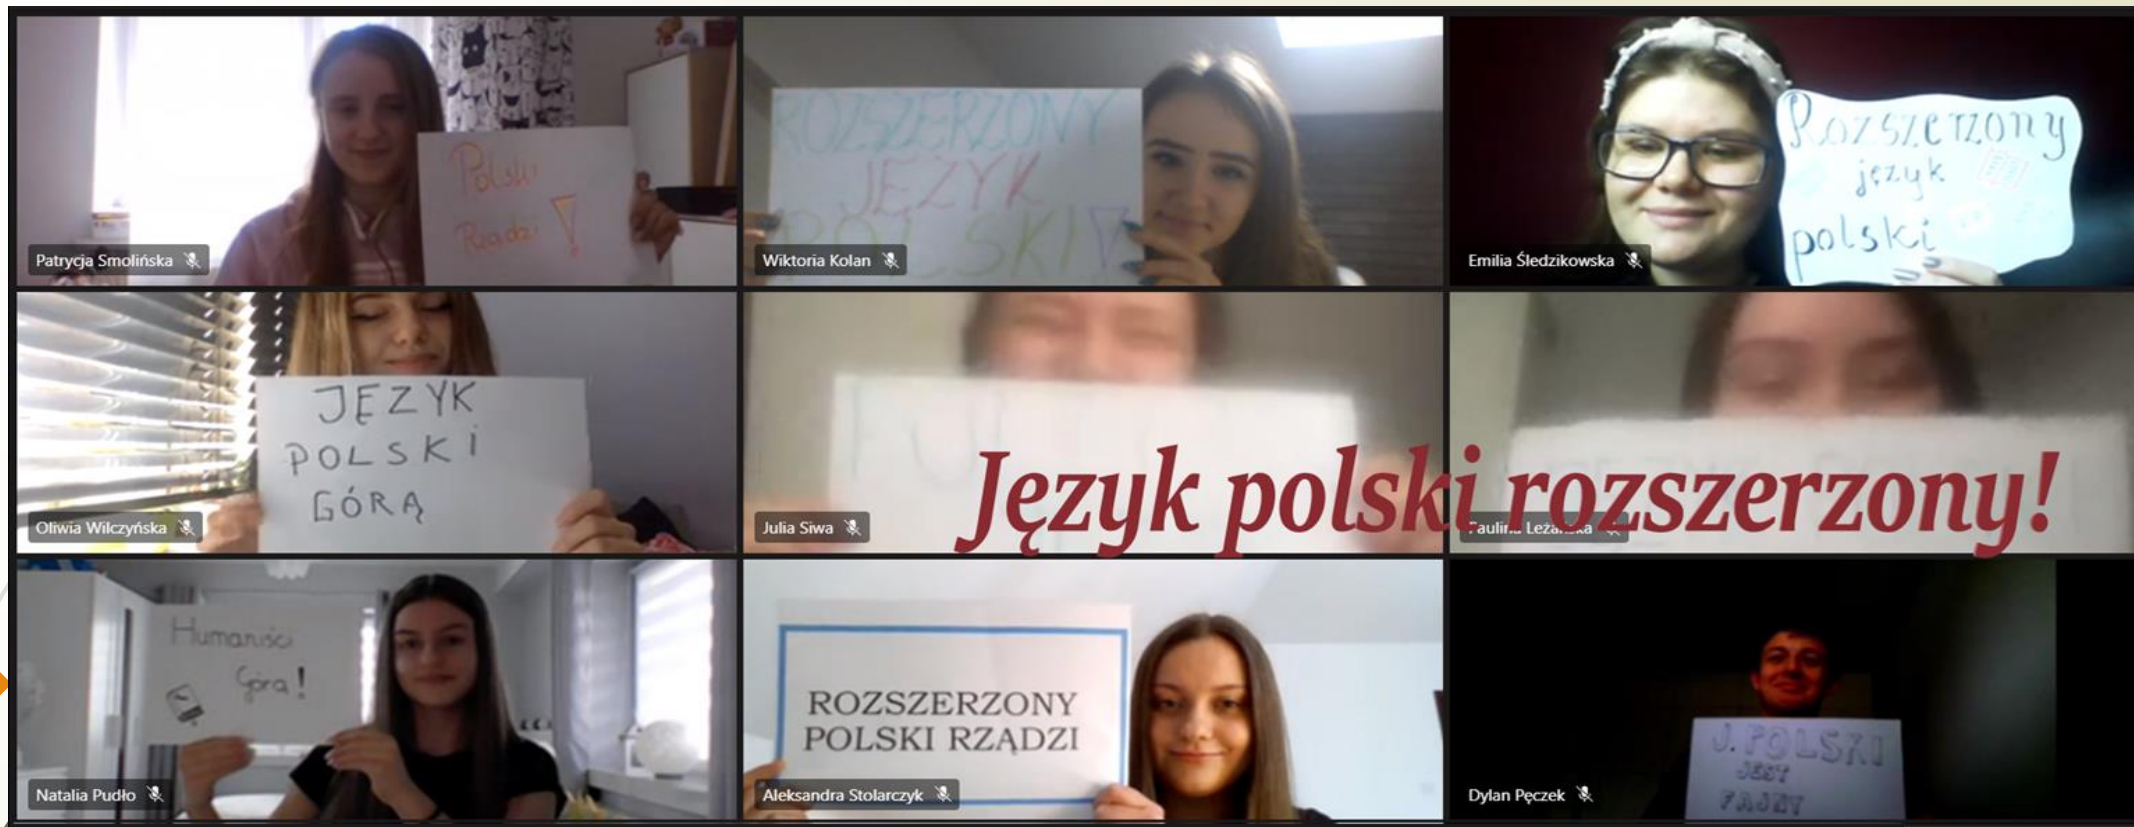 Polski
Rządzi !
Patrycja Smolińska
ROZSZERZONY
JĘZYK
POLSKI!
Wiktoria Kolan
Rozszerzony
język
polski
Emilia Śledzikowska
JĘZYK
POLSKI
GÓRĄ
Oliwia Wilczyńska
Julia Siwa
Język polski rozszerzony!
Paulina
Humaniści
Górą!
Natalia Pudło
ROZSZERZONY
POLSKI RZĄDZI
Aleksandra Stolarczyk
J. POLSKI
JEST
FAJNY
Dylan Pęczek